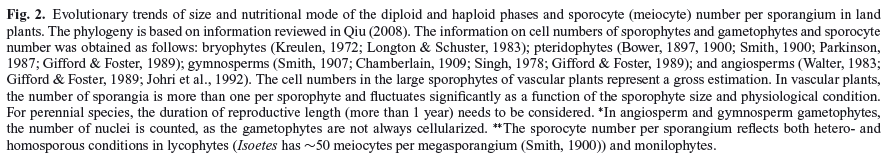 Fig. 2. Evolutionary trends of size and nutritional mode of the diploid and haploid phases and sporocyte (meiocyte) number per sporangium in land
plants. The phylogeny is based on information reviewed in Qiu (2008). The information on cell numbers of sporophytes and gametophytes and sporocyte
number was obtained as follows: bryophytes (Kreulen, 1972; Longton & Schuster, 1983); pteridophytes (Bower, 1897, 1900; Smith, 1900; Parkinson,
1987; Gifford & Foster, 1989); gymnosperms (Smith, 1907; Chamberlain, 1909; Singh, 1978; Gifford & Foster, 1989); and angiosperms (Walter, 1983;
Gifford & Foster, 1989; Johri et al., 1992). The cell numbers in the large sporophytes of vascular plants represent a gross estimation. In vascular plants,
the number of sporangia is more than one per sporophyte and fluctuates significantly as a function of the sporophyte size and physiological condition.
For perennial species, the duration of reproductive length (more than 1 year) needs to be considered. *In angiosperm and gymnosperm gametophytes,
the number of nuclei is counted, as the gametophytes are not always cellularized. **The sporocyte number per sporangium reflects both hetero- and
homosporous conditions in lycophytes (Isoetes has ~50 meiocytes per megasporangium (Smith, 1900)) and monilophytes.